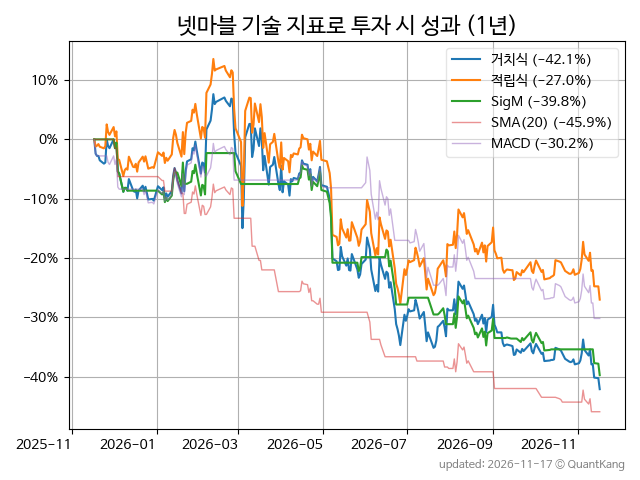 넷마블 기술 지표로 투자 시 성과 (1년)
거치식 (−42.1%)
적립식 (−27.0%)
SigM (−39.8%)
SMA(20) (−45.9%)
MACD (−30.2%)
10%
0%
−10%
−20%
−30%
−40%
2025-11 2026-01 2026-03 2026-05 2026-07 2026-09 2026-11
updated: 2026-11-17 © QuantKang